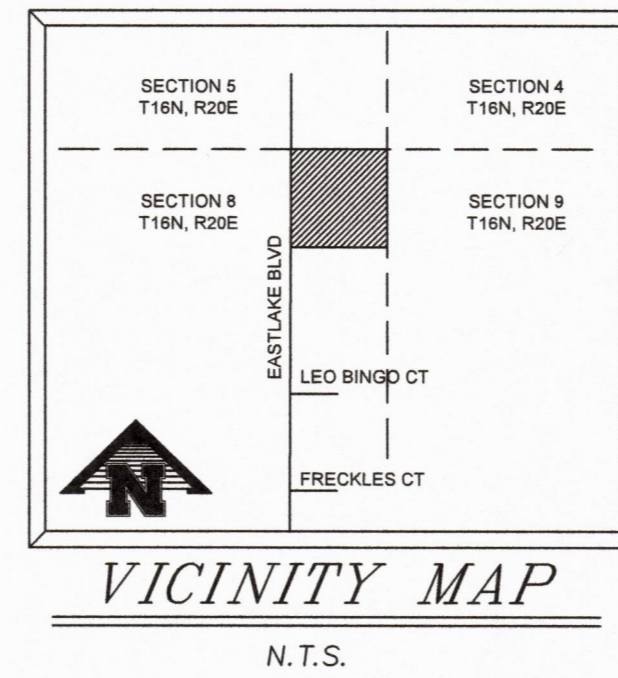 SECTION 5
T16N, R20E
SECTION 4
T16N, R20E
SECTION 8
T16N, R20E
SECTION 9
T16N, R20E
EASTLAKE BLVD
LEO BINGO CT
FRECKLES CT
N
VICINITY MAP
N.T.S.